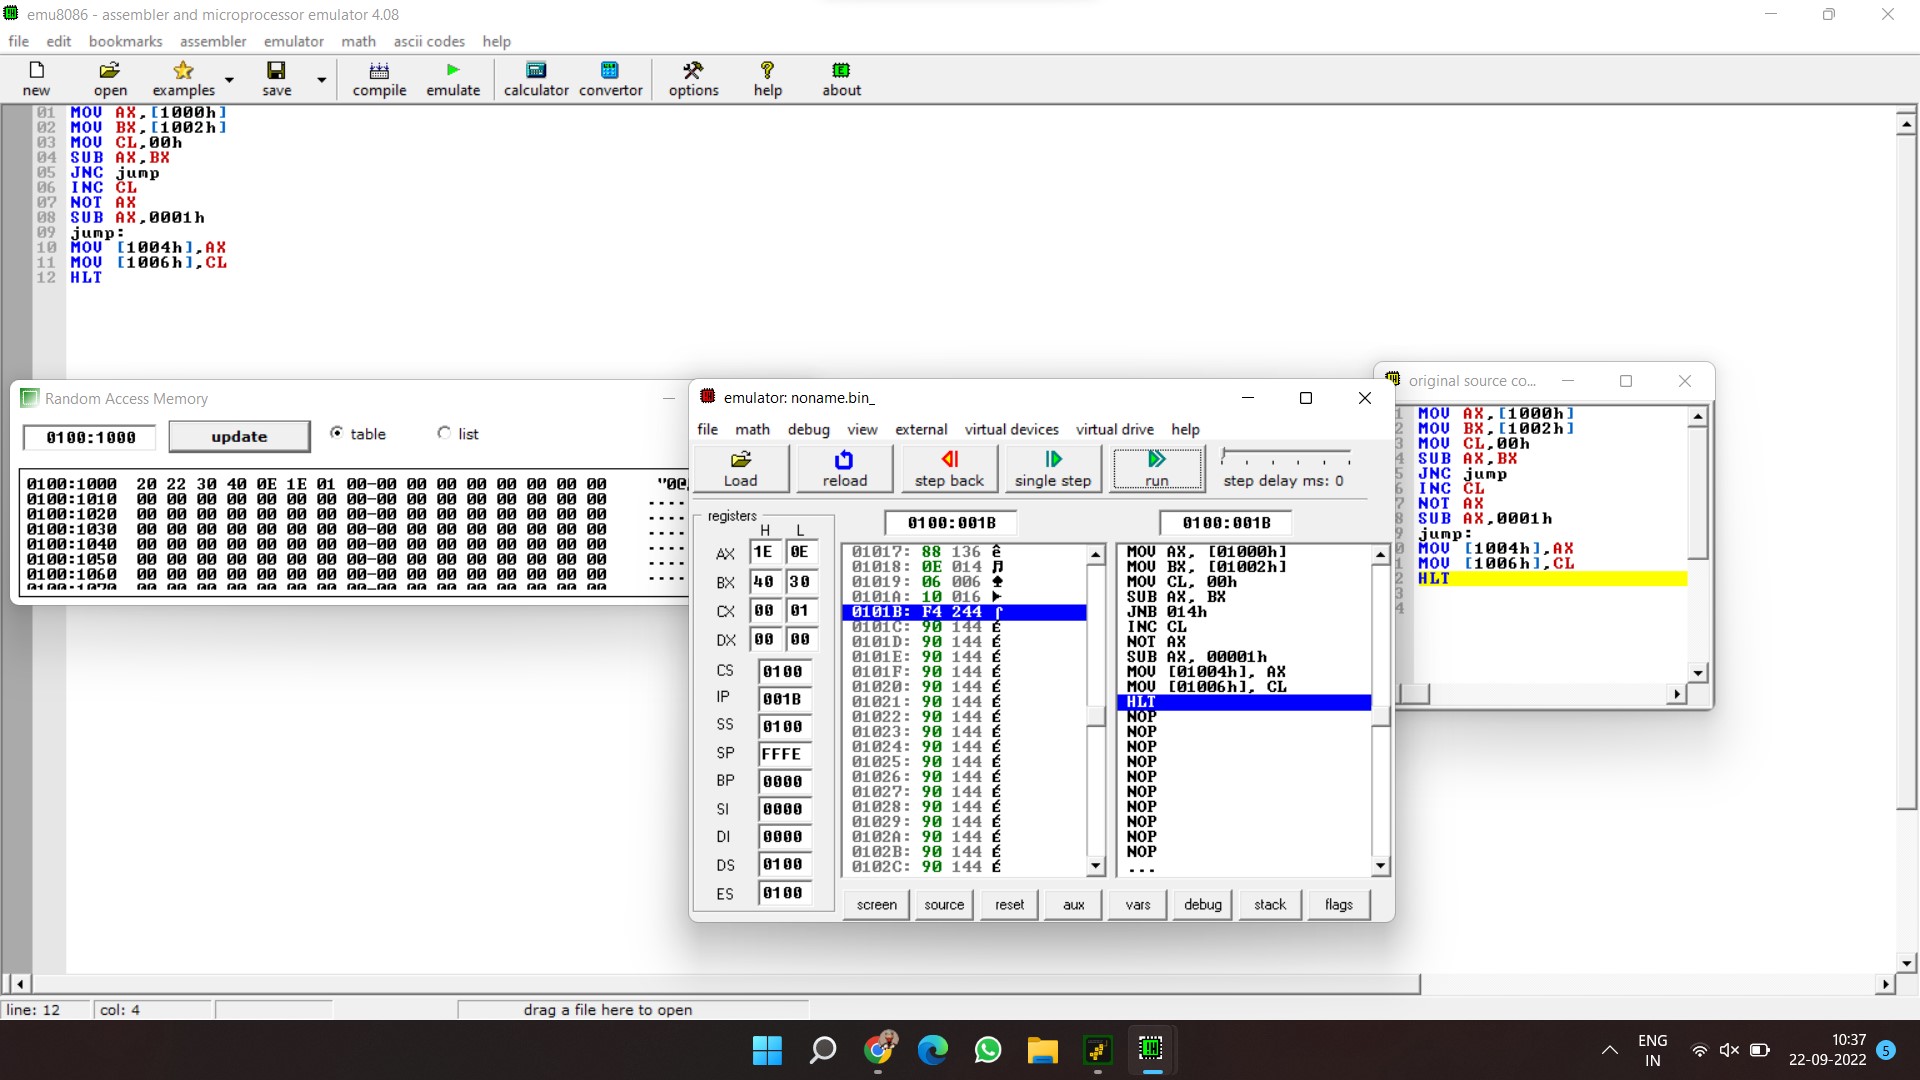 emu8086 - assembler and microprocessor emulator 4.08
file edit bookmarks assembler emulator math ascii codes help
new open examples save compile emulate calculator convertor options help about
01 MOV AX,[1000h]
02 MOV BX,[1002h]
03 MOV CL,00h
04 SUB AX,BX
05 JNC jump
06 INC CL
07 NOT AX
08 SUB AX,0001h
09 jump:
10 MOV [1004h],AX
11 MOV [1006h],CL
12 HLT
Random Access Memory
0100:1000 update table list
0100:1000 20 22 30 40 0E 1E 01 00-00 00 00 00 00 00 00 00 "0@
0100:1010 00 00 00 00 00 00 00 00-00 00 00 00 00 00 00 00 ....
0100:1020 00 00 00 00 00 00 00 00-00 00 00 00 00 00 00 00 ....
0100:1030 00 00 00 00 00 00 00 00-00 00 00 00 00 00 00 00 ....
0100:1040 00 00 00 00 00 00 00 00-00 00 00 00 00 00 00 00 ....
0100:1050 00 00 00 00 00 00 00 00-00 00 00 00 00 00 00 00 ....
0100:1060 00 00 00 00 00 00 00 00-00 00 00 00 00 00 00 00 ....
emulator: noname.bin_
file math debug view external virtual devices virtual drive help
Load reload step back single step run step delay ms: 0
registers
H L
AX 1E 0E
BX 40 30
CX 00 01
DX 00 00
CS 0100
IP 001B
SS 0100
SP FFFE
BP 0000
SI 0000
DI 0000
DS 0100
ES 0100
0100:001B
01017: 88 136 ê
01018: 0E 014 ♫
01019: 06 006 ♠
0101A: 10 016 ►
0101B: F4 244 ⌠
0101C: 90 144 É
0101D: 90 144 É
0101E: 90 144 É
0101F: 90 144 É
01020: 90 144 É
01021: 90 144 É
01022: 90 144 É
01023: 90 144 É
01024: 90 144 É
01025: 90 144 É
01026: 90 144 É
01027: 90 144 É
01028: 90 144 É
01029: 90 144 É
0102A: 90 144 É
0102B: 90 144 É
0102C: 90 144 É
0100:001B
MOV AX, [01000h]
MOV BX, [01002h]
MOV CL, 00h
SUB AX, BX
JNB 014h
INC CL
NOT AX
SUB AX, 00001h
MOV [01004h], AX
MOV [01006h], CL
HLT
NOP
NOP
NOP
NOP
NOP
NOP
NOP
NOP
NOP
NOP
...
screen source reset aux vars debug stack flags
original source co...
1 MOV AX,[1000h]
2 MOV BX,[1002h]
3 MOV CL,00h
4 SUB AX,BX
5 JNC jump
6 INC CL
7 NOT AX
8 SUB AX,0001h
9 jump:
0 MOV [1004h],AX
1 MOV [1006h],CL
2 HLT
3
4
line: 12 col: 4 drag a file here to open
ENG
IN
10:37
22-09-2022
5